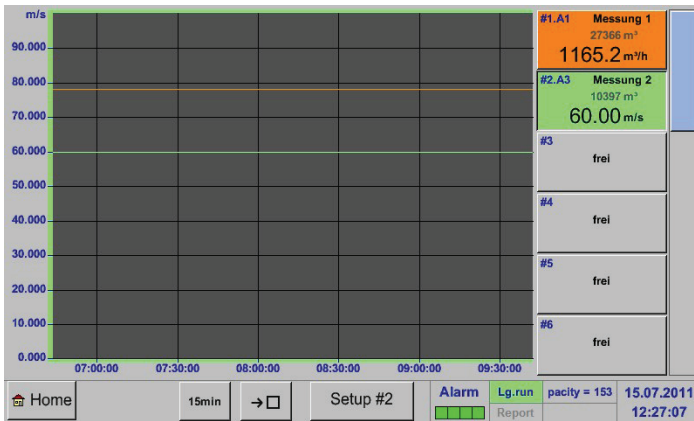 m/s
90.000
80.000
70.000
60.000
50.000
40.000
30.000
20.000
10.000
0.000
07:00:00 07:30:00 08:00:00 08:30:00 09:00:00 09:30:00
#1.A1 Messung 1
27366 m³
1165.2 m³/h
#2.A3 Messung 2
10397 m³
60.00 m/s
#3
frei
#4
frei
#5
frei
#6
frei
Home
15min
Setup #2
Alarm
Lg.run
Report
pacity = 153
15.07.2011
12:27:07